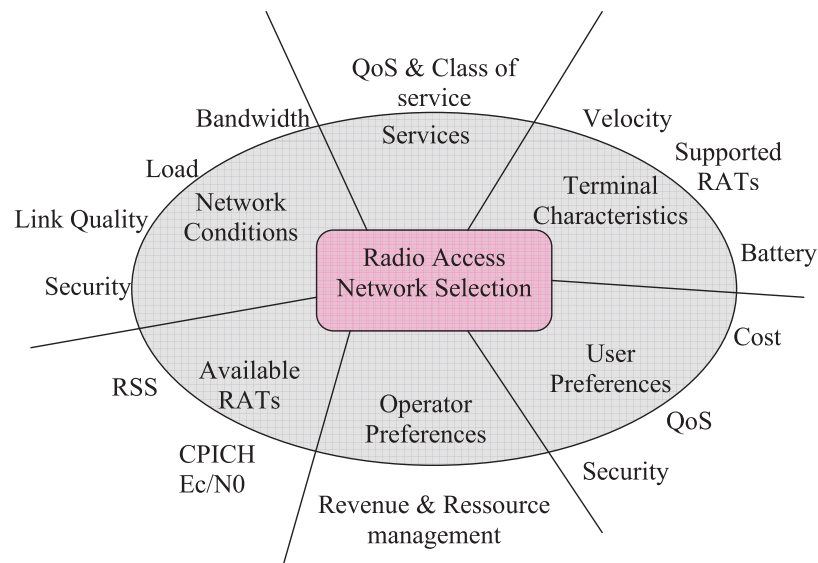 QoS & Class of
service
Services
Bandwidth
Load
Link Quality
Security
Network
Conditions
Velocity
Supported
RATs
Battery
Terminal
Characteristics
Radio Access
Network Selection
RSS
CPICH
Ec/N0
Available
RATs
Operator
Preferences
Revenue & Ressource
management
User
Preferences
Cost
QoS
Security